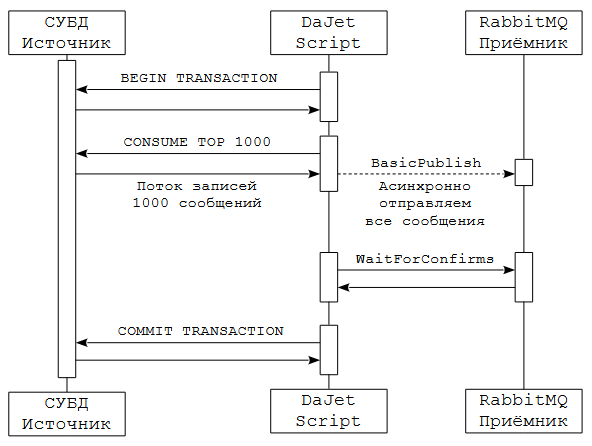 СУБД
Источник
DaJet
Script
RabbitMQ
Приёмник
BEGIN TRANSACTION
CONSUME TOP 1000
BasicPublish
Поток записей
1000 сообщений
Асинхронно
отправляем
все сообщения
WaitForConfirms
COMMIT TRANSACTION
СУБД
Источник
DaJet
Script
RabbitMQ
Приёмник